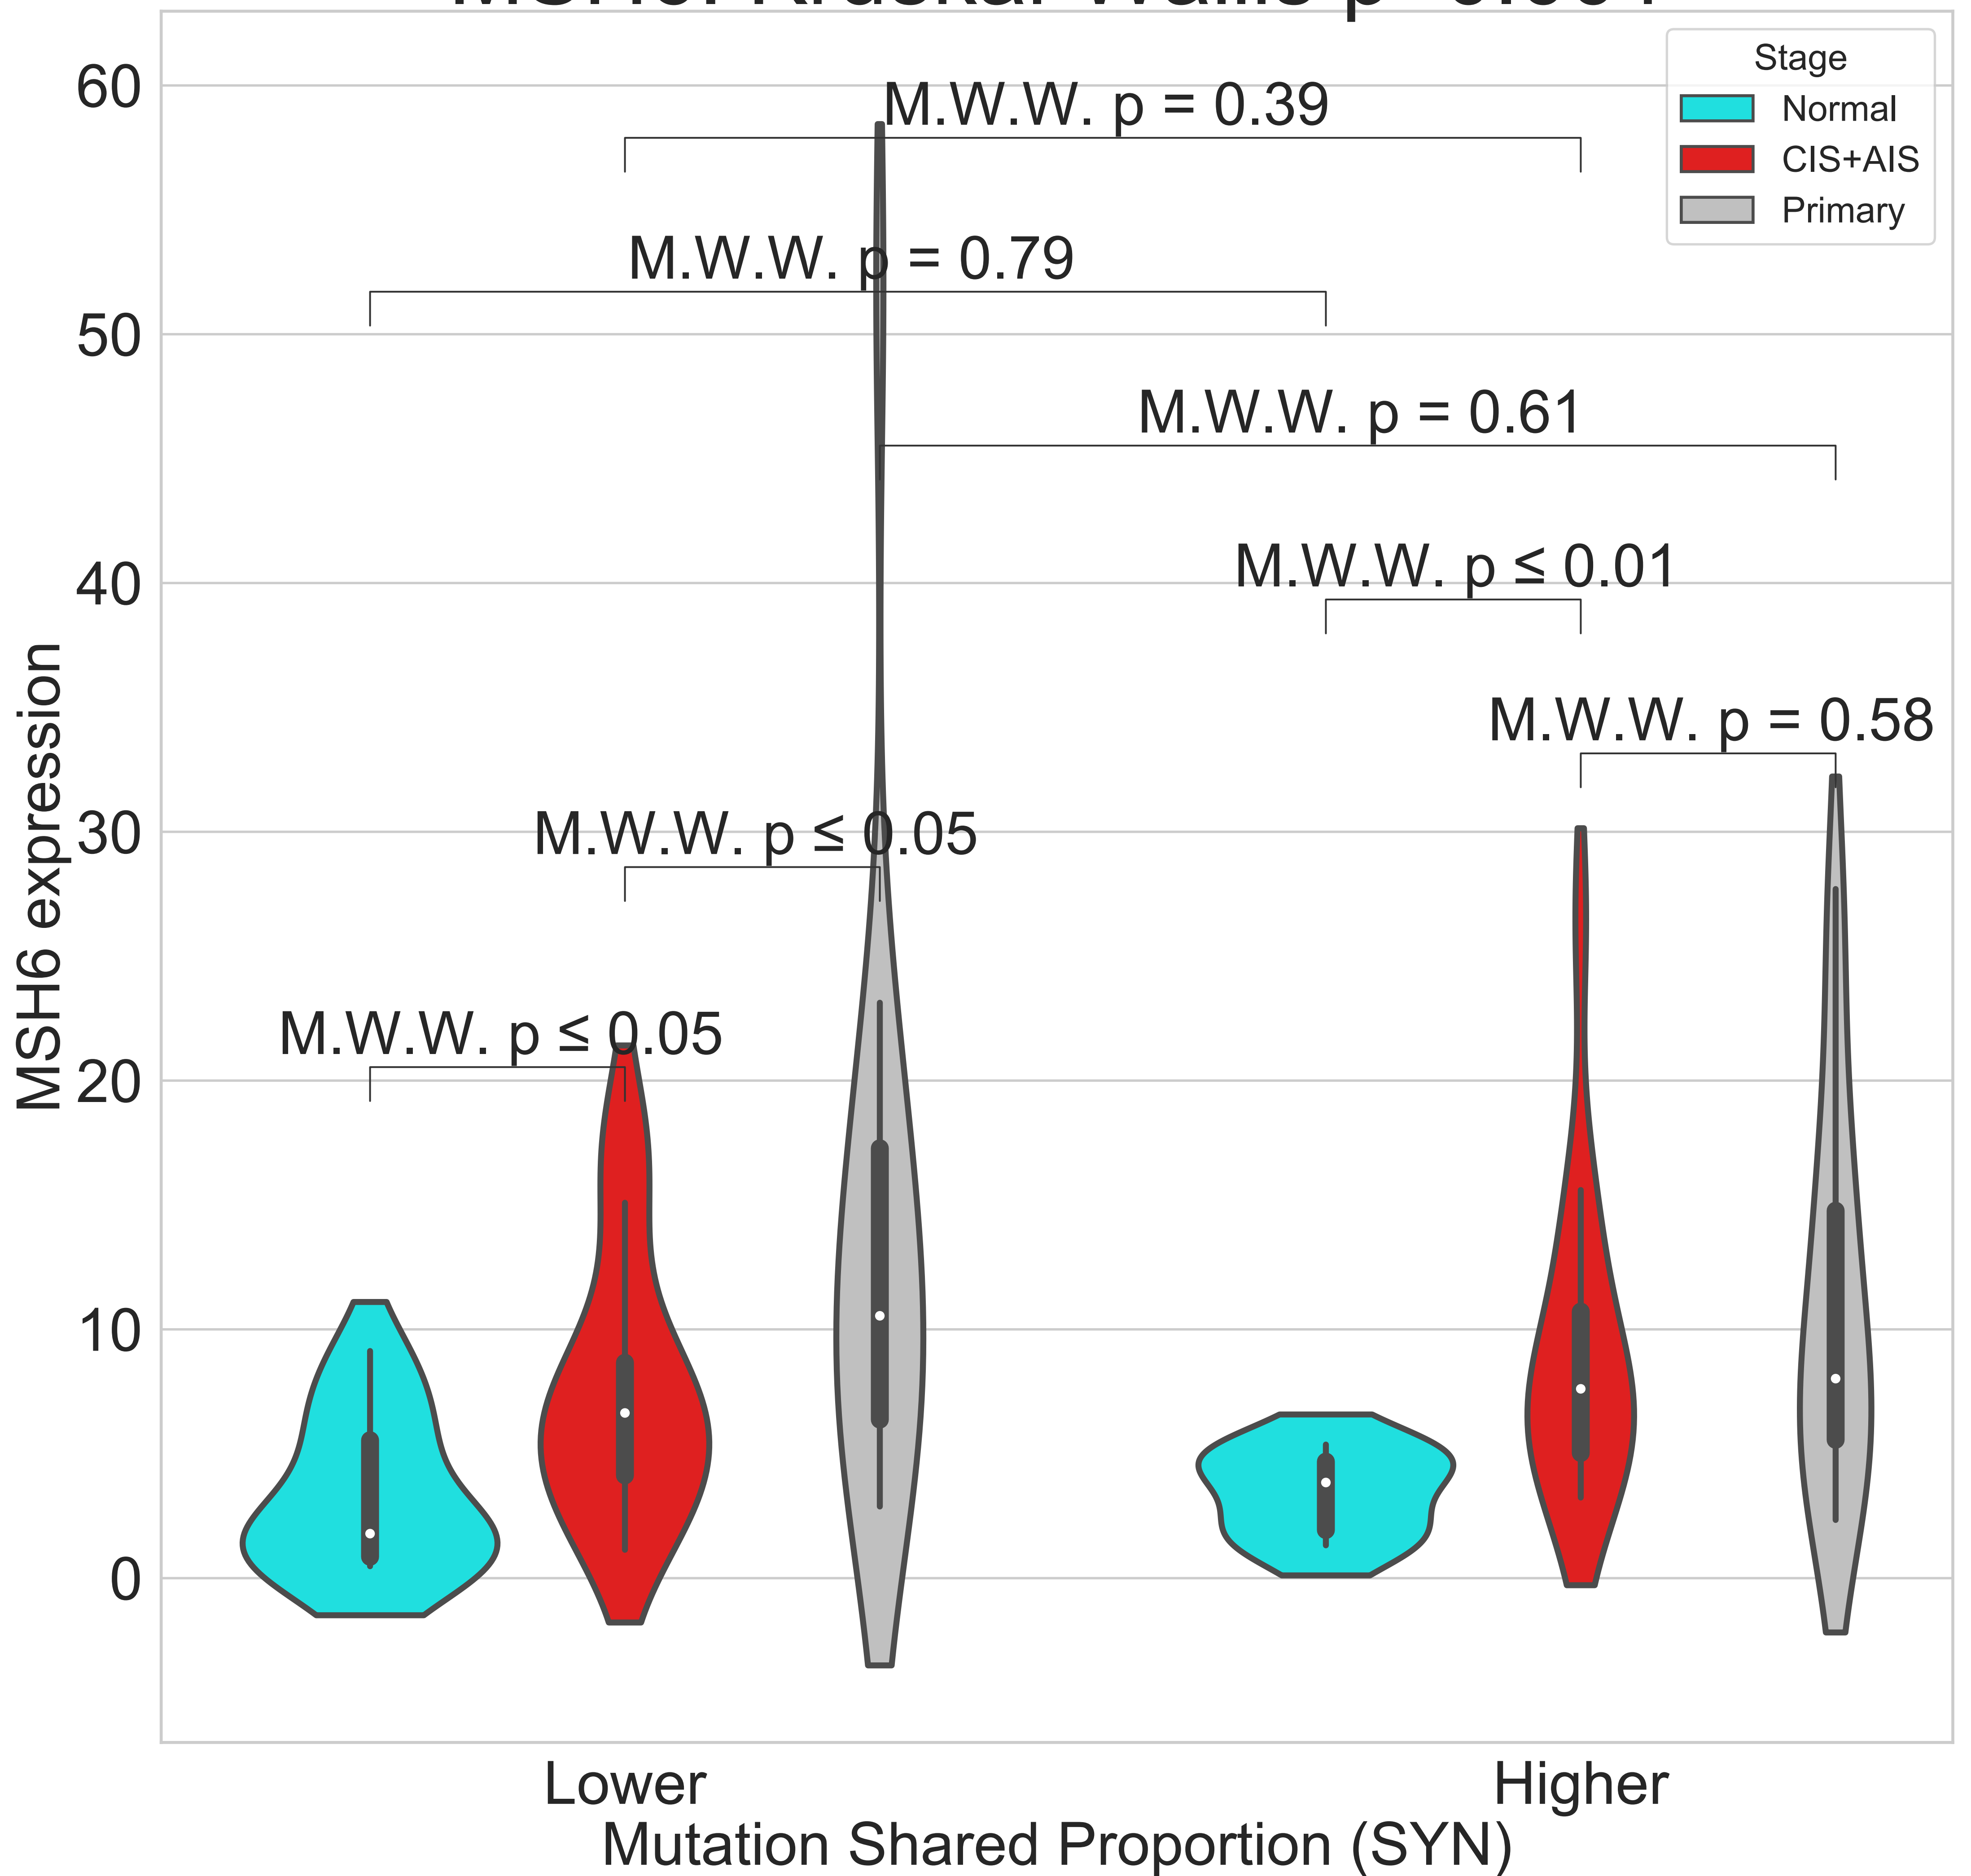 Stage
Normal
CIS+AIS
Primary
M.W.W. p = 0.39
M.W.W. p = 0.79
M.W.W. p = 0.61
M.W.W. p ≤ 0.01
M.W.W. p = 0.58
M.W.W. p ≤ 0.05
M.W.W. p ≤ 0.05
60
50
40
30
20
10
0
MSH6 expression
Lower
Higher
Mutation Shared Proportion (SYN)